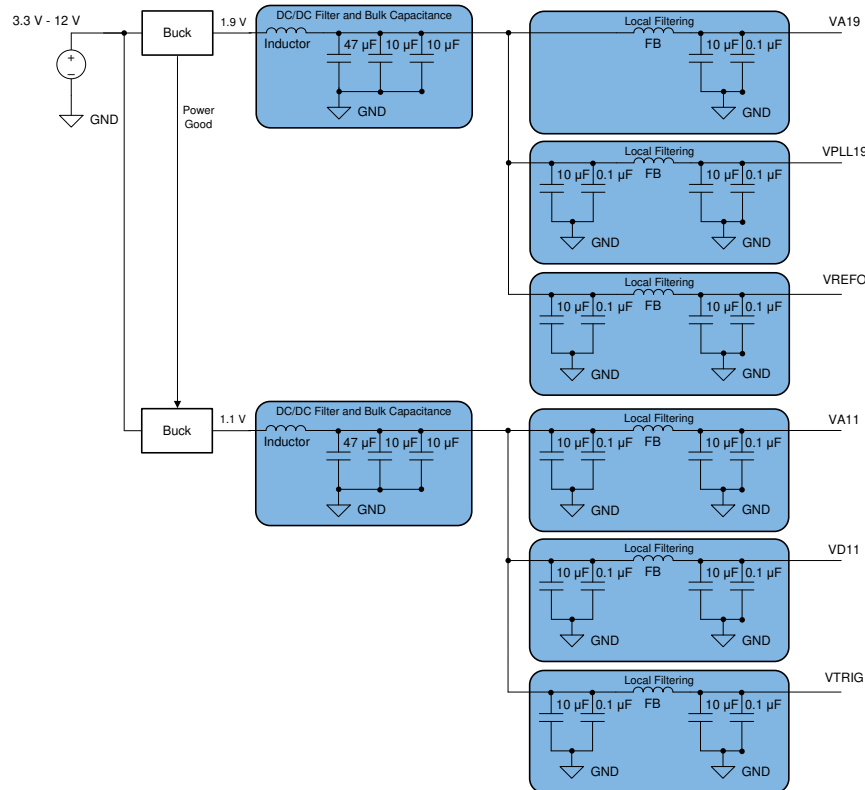 3.3 V - 12 V
GND
Buck
1.9 V
Power
Good
DC/DC Filter and Bulk Capacitance
Inductor
47 µF
10 µF
10 µF
GND
Local Filtering
FB
10 µF
0.1 µF
GND
VA19
Local Filtering
10 µF
0.1 µF
FB
10 µF
0.1 µF
GND
GND
VPLL19
Local Filtering
10 µF
0.1 µF
FB
10 µF
0.1 µF
GND
GND
VREFO
Buck
1.1 V
DC/DC Filter and Bulk Capacitance
Inductor
47 µF
10 µF
10 µF
GND
Local Filtering
10 µF
0.1 µF
FB
10 µF
0.1 µF
GND
GND
VA11
Local Filtering
10 µF
0.1 µF
FB
10 µF
0.1 µF
GND
GND
VD11
Local Filtering
10 µF
0.1 µF
FB
10 µF
0.1 µF
GND
GND
VTRIG